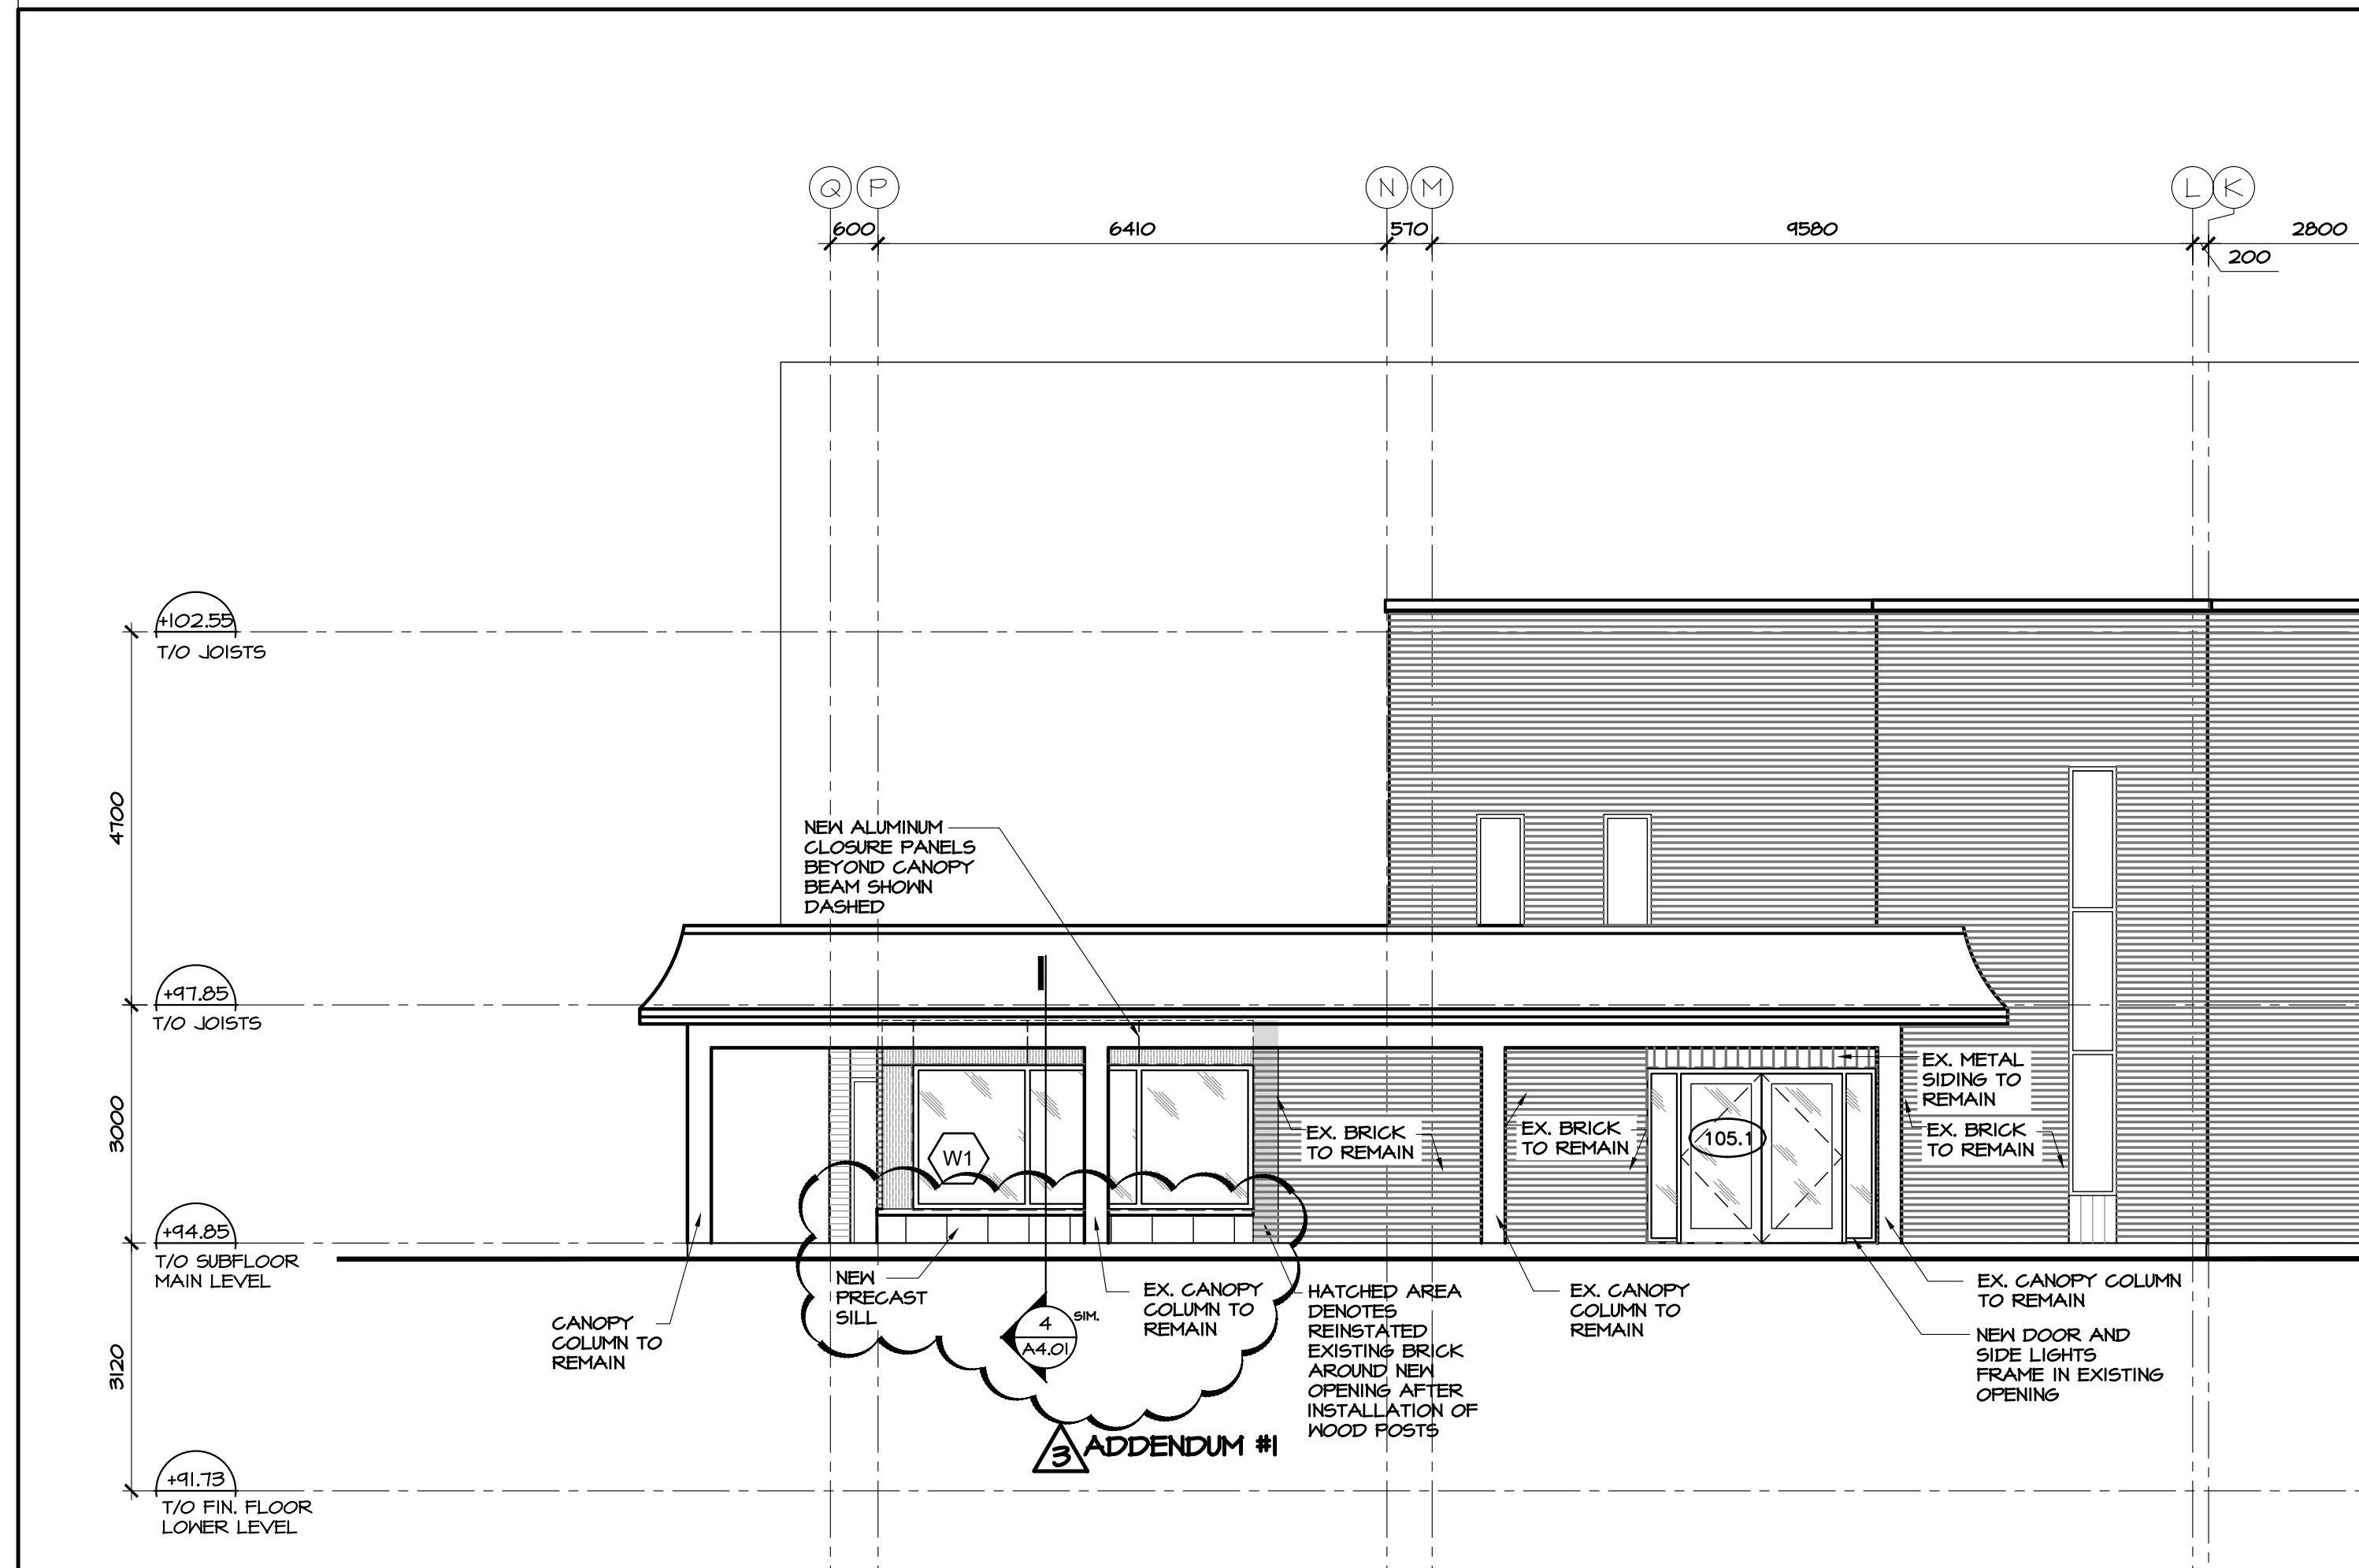 Q P N M L K
600 6410 570 9580 2800
200
+102.55
T/O JOISTS
4700
NEW ALUMINUM
CLOSURE PANELS
BEYOND CANOPY
BEAM SHOWN
DASHED
+97.85
T/O JOISTS
3000
EX. METAL
SIDING TO
REMAIN
EX. BRICK
TO REMAIN
EX. BRICK
TO REMAIN
EX. BRICK
TO REMAIN
105.1
W1
+94.85
T/O SUBFLOOR
MAIN LEVEL
NEW
PRECAST
SILL
EX. CANOPY
COLUMN TO
REMAIN
HATCHED AREA
DENOTES
REINSTATED
EXISTING BRICK
AROUND NEW
OPENING AFTER
INSTALLATION OF
WOOD POSTS
EX. CANOPY
COLUMN TO
REMAIN
EX. CANOPY COLUMN
TO REMAIN
CANOPY
COLUMN TO
REMAIN
4
A4.01
SIM.
NEW DOOR AND
SIDE LIGHTS
FRAME IN EXISTING
OPENING
3120
3 ADDENDUM #1
+91.73
T/O FIN. FLOOR
LOWER LEVEL